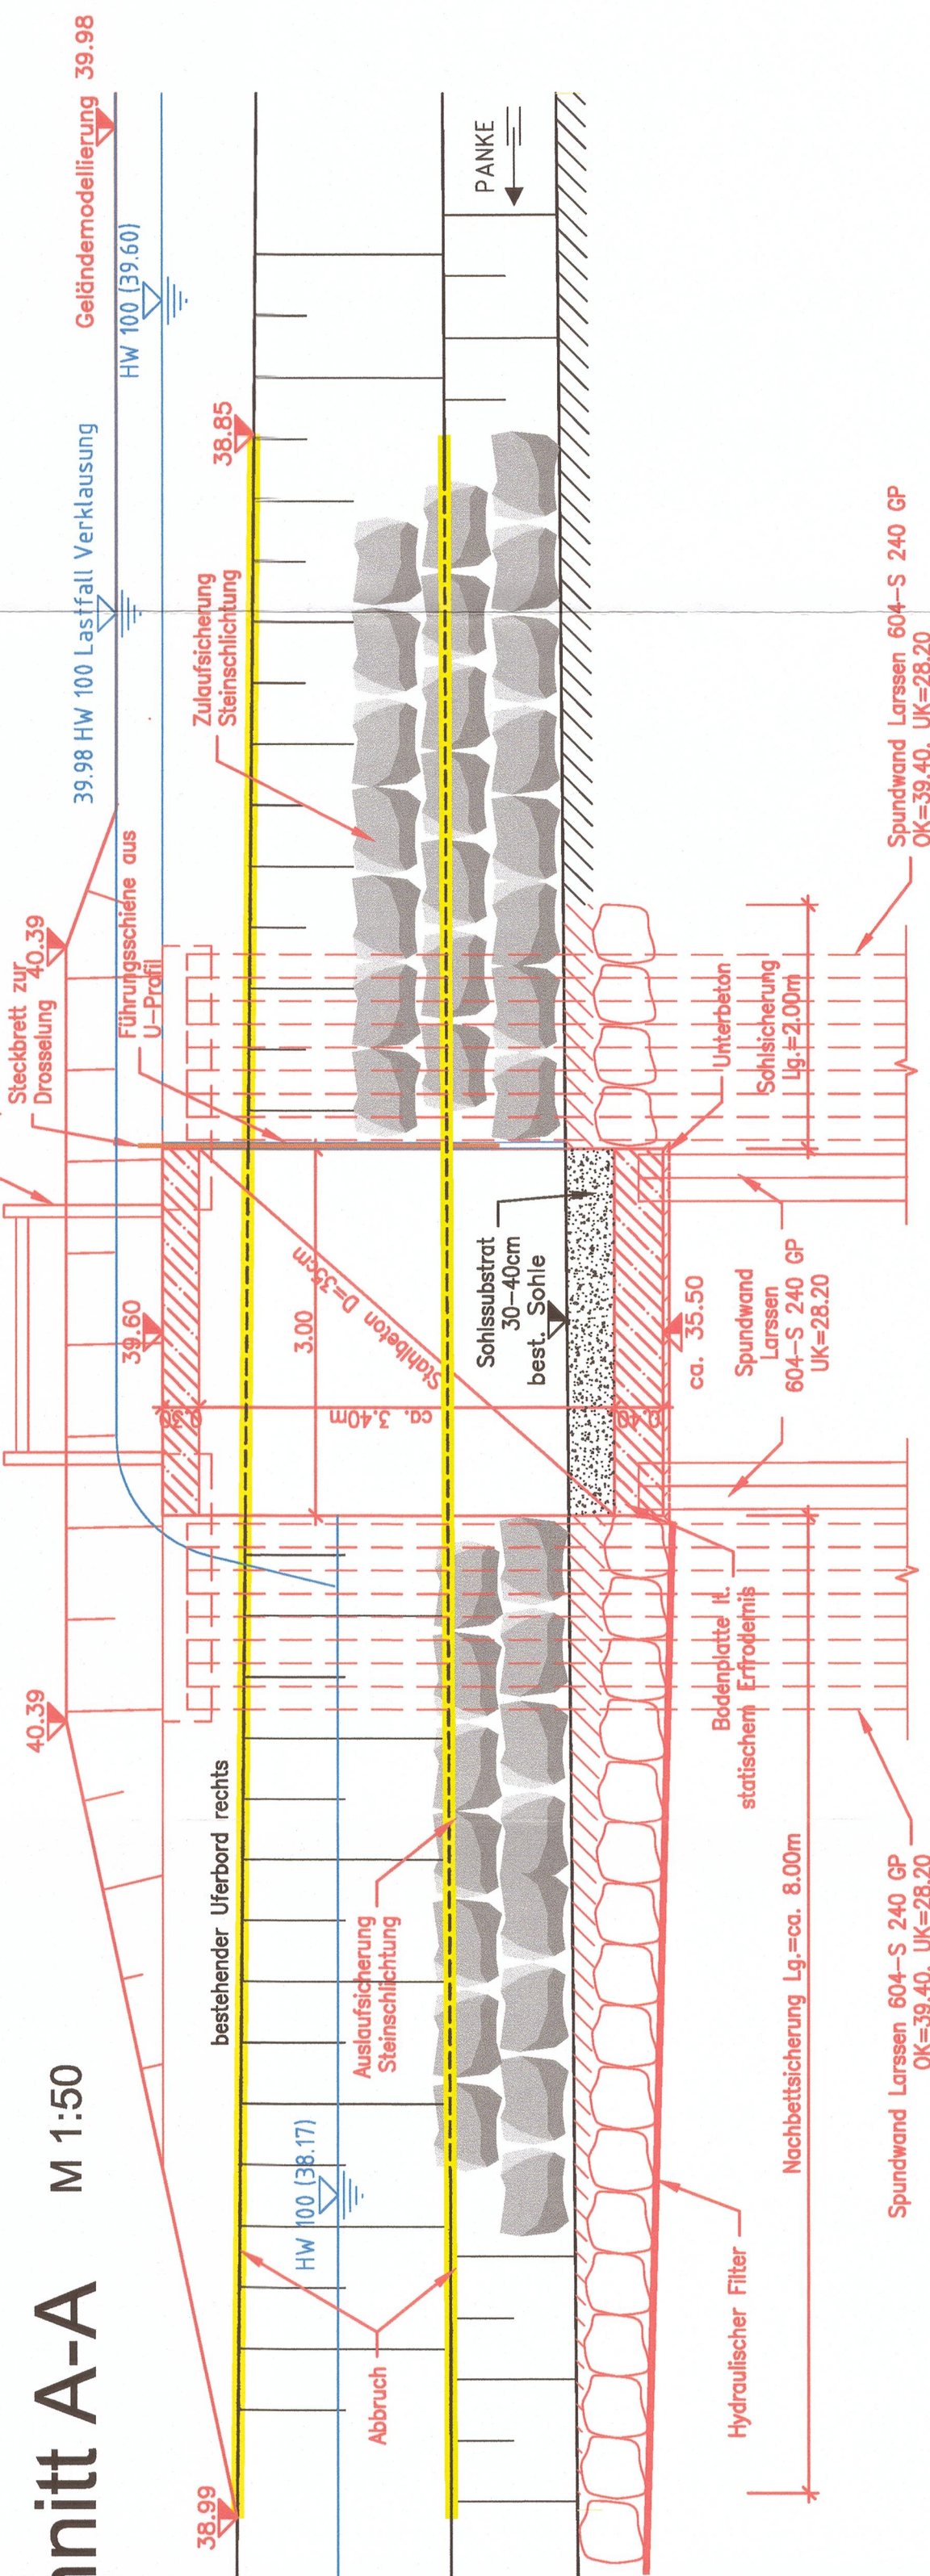 nitt A-A
M 1:50
38.99
40.39
39.60
Steckbrett zur
Drosselung
40.39
Führungsschiene aus
U-Profil
39.98 HW 100 Lastfall Verklausung
HW 100 (39.60)
Geländemodellierung 39.98
38.85
bestehender Uferbord rechts
HW 100 (38.17)
Abbruch
Auslaufsicherung
Steinschlichtung
3.00
Stahlbeton D=35cm
ca. 3.40m
0.30
0.40
Zulaufsicherung
Steinschlichtung
PANKE
Sohlssubstrat
30-40cm
best. Sohle
ca. 35.50
Unterbeton
Sohlsicherung
Lg.=2.00m
Spundwand
Larssen
604-S 240 GP
UK=28.20
Bodenplatte lt.
statischem Erfrodernis
Hydraulischer Filter
Nachbettsicherung Lg.=ca. 8.00m
Spundwand Larssen 604-S 240 GP
OK=39.40, UK=28.20
Spundwand Larssen 604-S 240 GP
OK=39.40, UK=28.20